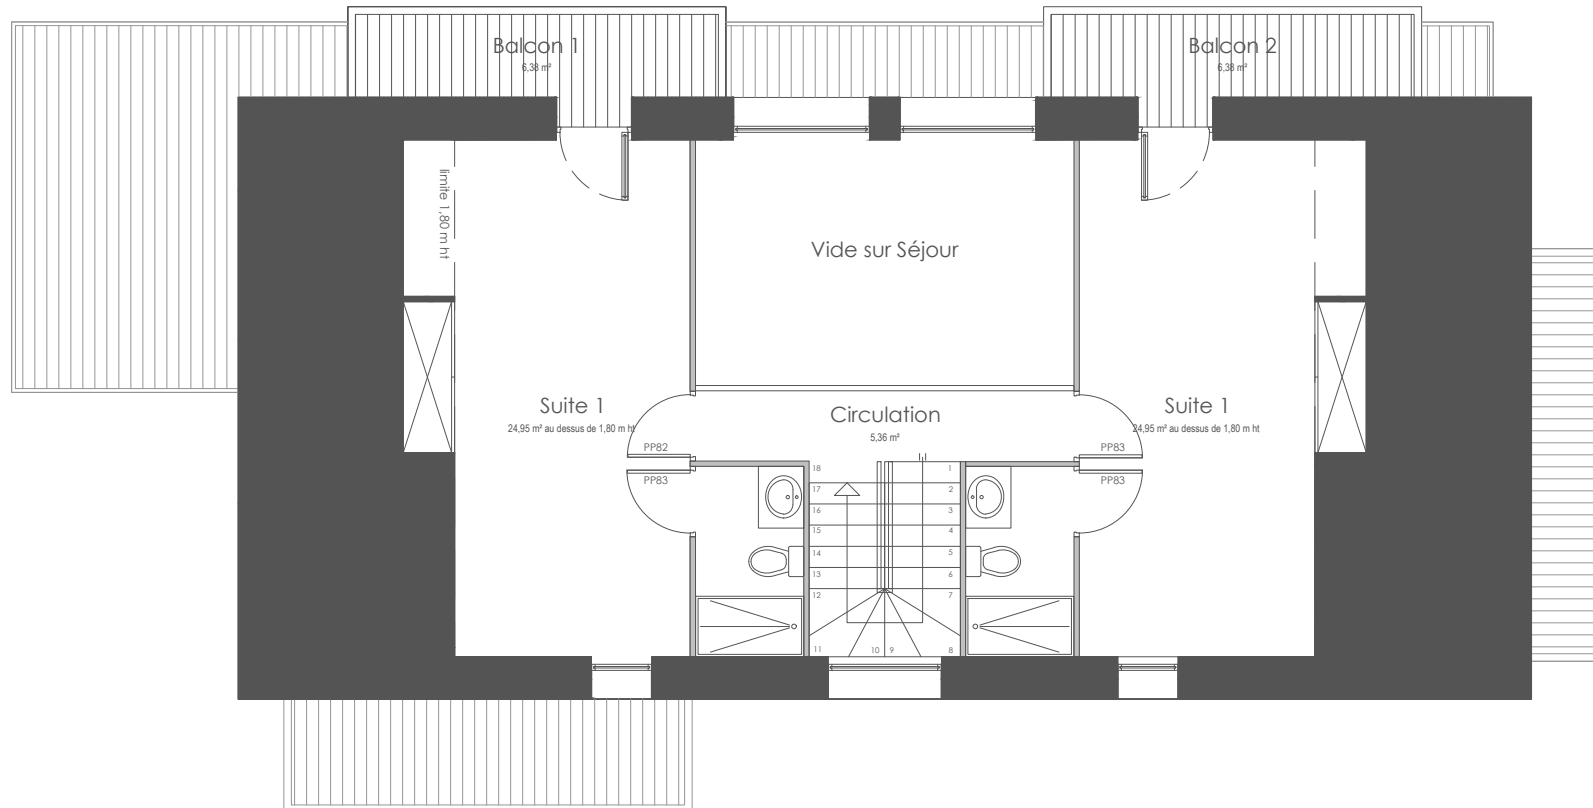 Balcon 1
6,38 m²
Balcon 2
6,38 m²
limite 1,80 m ht
Vide sur Séjour
Suite 1
24,95 m² au dessus de 1,80 m ht
Circulation
5,36 m²
Suite 1
24,95 m² au dessus de 1,80 m ht
PP82
PP83
PP83
PP83
18
17
16
15
14
13
12
11
10
9
8
7
6
5
4
3
2
1